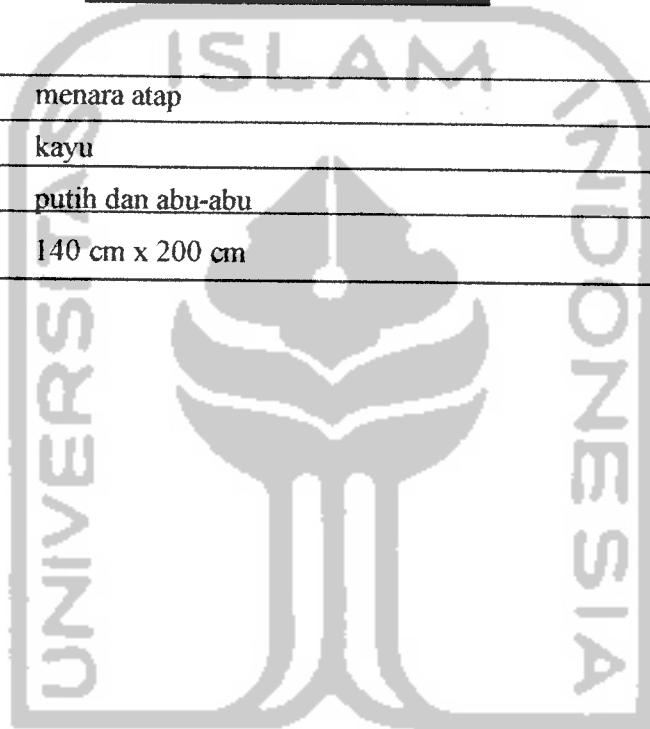 ISLAM
UNIVERSITAS
INDONESIA
menara atap
kayu
putih dan abu-abu
140 cm x 200 cm